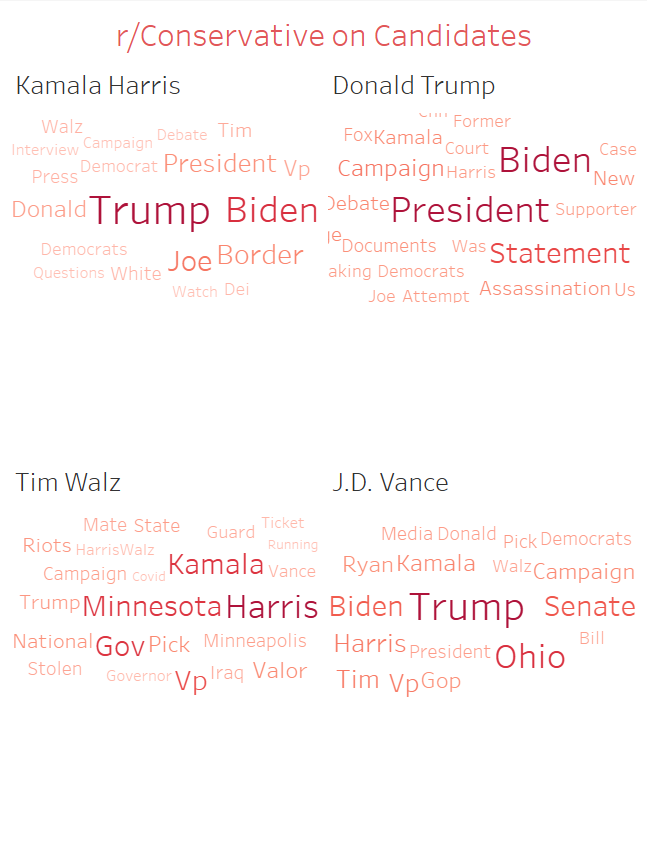 r/Conservative on Candidates
Kamala Harris
Walz Debate Tim
Interview Campaign
Press Democrat President Vp
Donald Trump Biden
Democrats Joe Border
Questions White
Watch Dei
Donald Trump
Former
Fox Kamala Court Biden Case
Campaign Harris New
Debate President Supporter
Documents Was Statement
aking Democrats
Joe Attempt Assassination Us
Tim Walz
Mate State Guard Ticket
Riots HarrisWalz Running
Campaign Covid Kamala Vance
Trump Minnesota Harris
National Gov Pick Minneapolis
Stolen Governor Vp Iraq Valor
J.D. Vance
Media Donald Pick Democrats
Ryan Kamala Walz Campaign
Biden Trump Senate
Harris President Ohio Bill
Tim Vp Gop